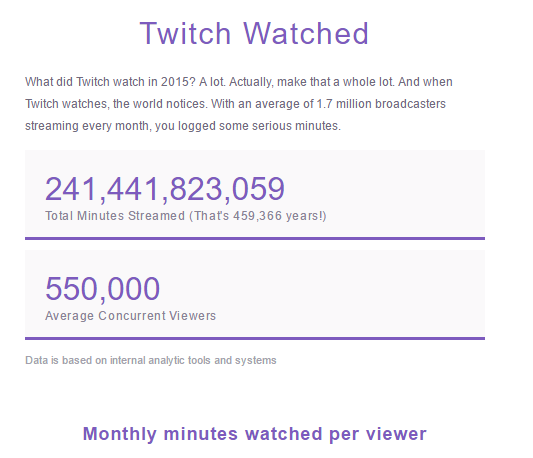 Twitch Watched
What did Twitch watch in 2015? A lot. Actually, make that a whole lot. And when
Twitch watches, the world notices. With an average of 1.7 million broadcasters
streaming every month, you logged some serious minutes.
241,441,823,059
Total Minutes Streamed (That's 459,366 years!)
550,000
Average Concurrent Viewers
Data is based on internal analytic tools and systems
Monthly minutes watched per viewer